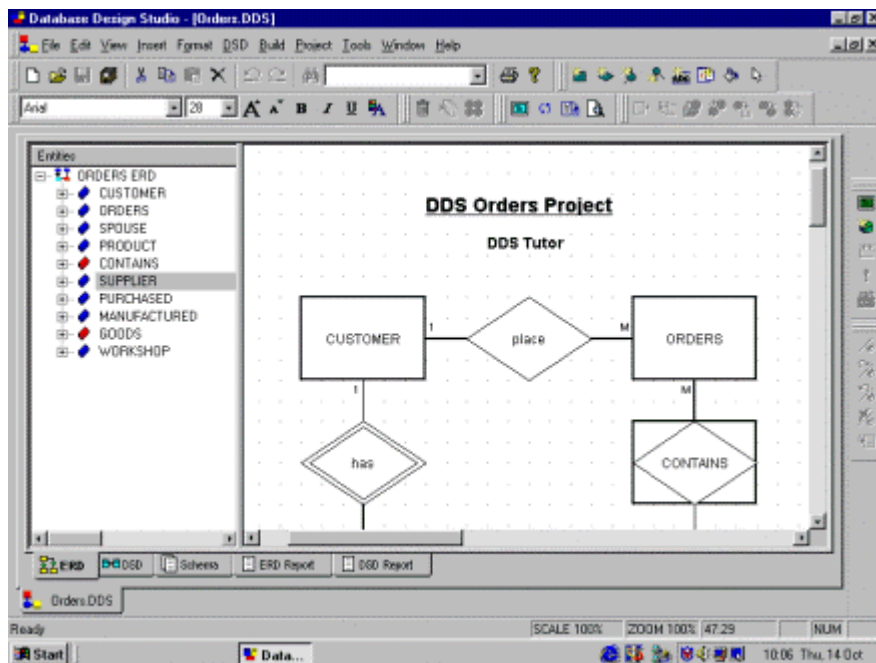 Database Design Studio - [Orders.DDS]
File Edit View Insert Format DSD Build Project Tools Window Help
Arial 28 A A B I U
Entities
ORDERS ERD
CUSTOMER
ORDERS
SPOUSE
PRODUCT
CONTAINS
SUPPLIER
PURCHASED
MANUFACTURED
GOODS
WORKSHOP
DDS Orders Project
DDS Tutor
CUSTOMER 1 place M ORDERS
1 M
has CONTAINS
ERD DSD Schema ERD Report DSD Report
Orders.DDS
Ready SCALE 100% ZOOM 100% 47.29 NUM
Start Data... 10:06 Thu, 14 Oct